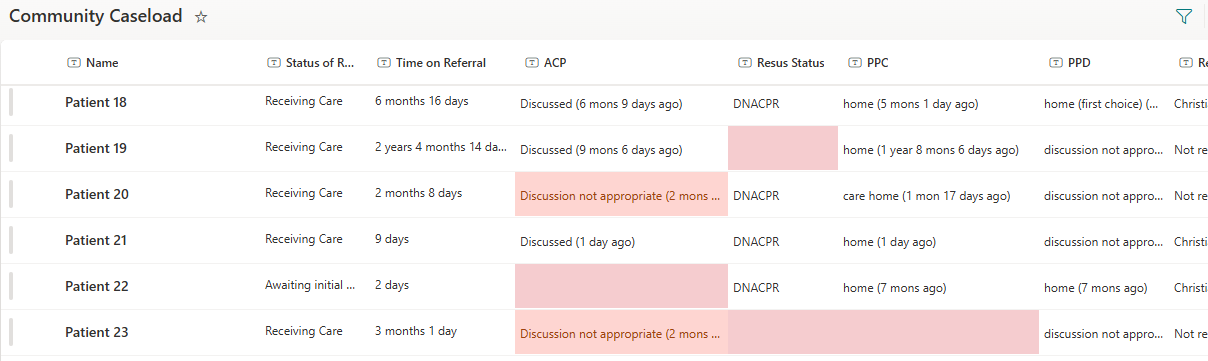 Community Caseload
Name Status of R... Time on Referral ACP Resus Status PPC PPD Re
Patient 18 Receiving Care 6 months 16 days Discussed (6 mons 9 days ago) DNACPR home (5 mons 1 day ago) home (first choice) (... Christi
Patient 19 Receiving Care 2 years 4 months 14 da... Discussed (9 mons 6 days ago) home (1 year 8 mons 6 days ago) discussion not appro... Not re
Patient 20 Receiving Care 2 months 8 days Discussion not appropriate (2 mons ... DNACPR care home (1 mon 17 days ago) discussion not appro... Not re
Patient 21 Receiving Care 9 days Discussed (1 day ago) DNACPR home (1 day ago) discussion not appro... Christi
Patient 22 Awaiting initial ... 2 days DNACPR home (7 mons ago) home (7 mons ago) Christi
Patient 23 Receiving Care 3 months 1 day Discussion not appropriate (2 mons ... discussion not appro... Not re